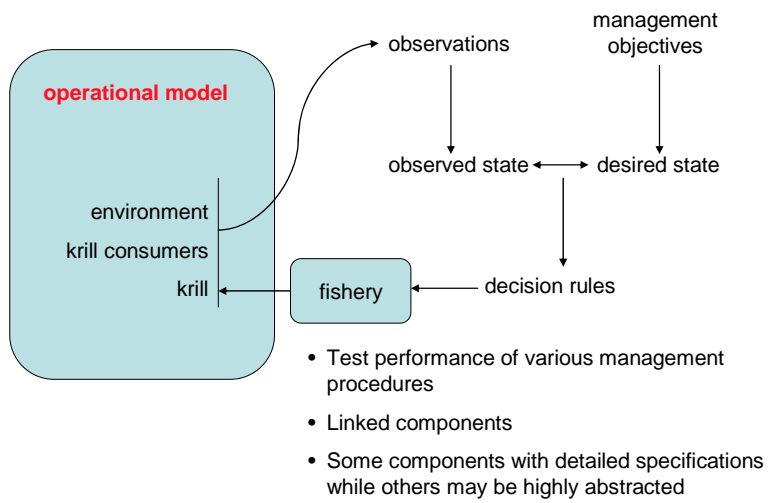 operational model
environment
krill consumers
krill
fishery
observations
management
objectives
observed state
desired state
decision rules
• Test performance of various management
procedures
• Linked components
• Some components with detailed specifications
while others may be highly abstracted